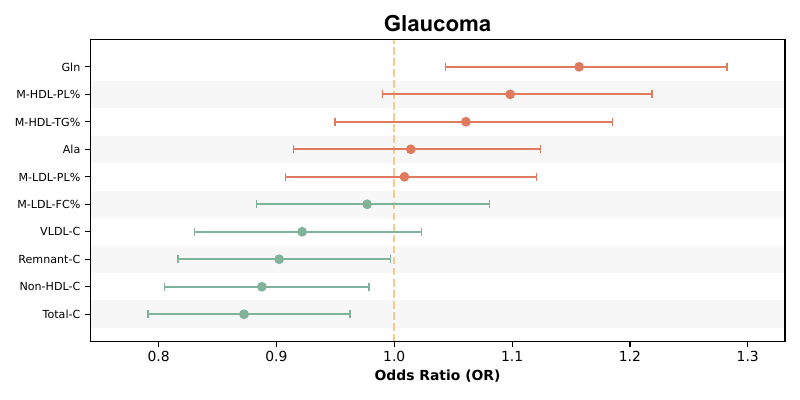 Glaucoma
Gln
M-HDL-PL%
M-HDL-TG%
Ala
M-LDL-PL%
M-LDL-FC%
VLDL-C
Remnant-C
Non-HDL-C
Total-C
0.8 0.9 1.0 1.1 1.2 1.3
Odds Ratio (OR)